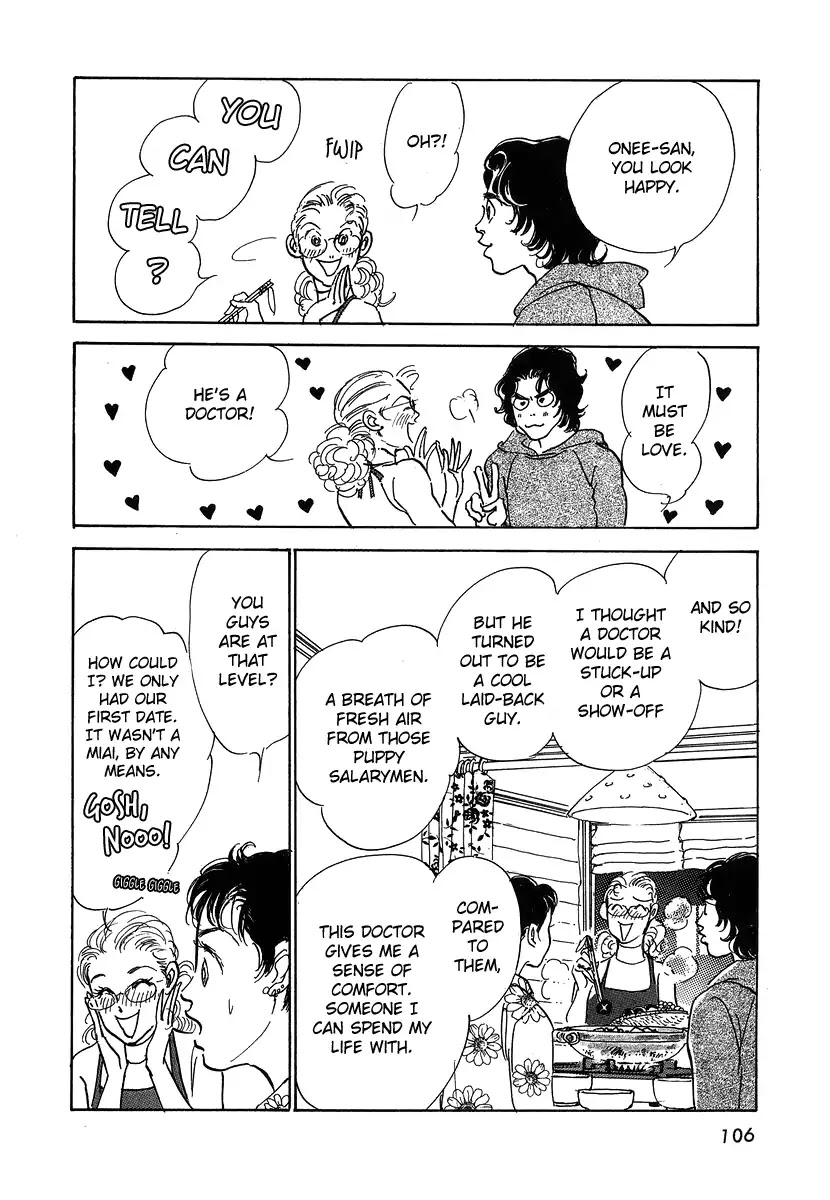 ONEE-SAN,
YOU LOOK
HAPPY.
OH?!
FWIP
YOU
CAN
TELL
?
IT
MUST
BE
LOVE.
HE'S A
DOCTOR!
AND SO
KIND!
I THOUGHT
A DOCTOR
WOULD BE A
STUCK-UP
OR A
SHOW-OFF
BUT HE
TURNED
OUT TO BE
A COOL
LAID-BACK
GUY.
A BREATH OF
FRESH AIR
FROM THOSE
PUPPY
SALARYMEN.
COM-
PARED
TO
THEM,
THIS DOCTOR
GIVES ME A
SENSE OF
COMFORT.
SOMEONE I
CAN SPEND MY
LIFE WITH.
YOU
GUYS
ARE AT
THAT
LEVEL?
HOW COULD
I? WE ONLY
HAD OUR
FIRST DATE.
IT WASN'T A
MIAI, BY ANY
MEANS.
GOSH,
NOOO!
GIGGLE GIGGLE
106